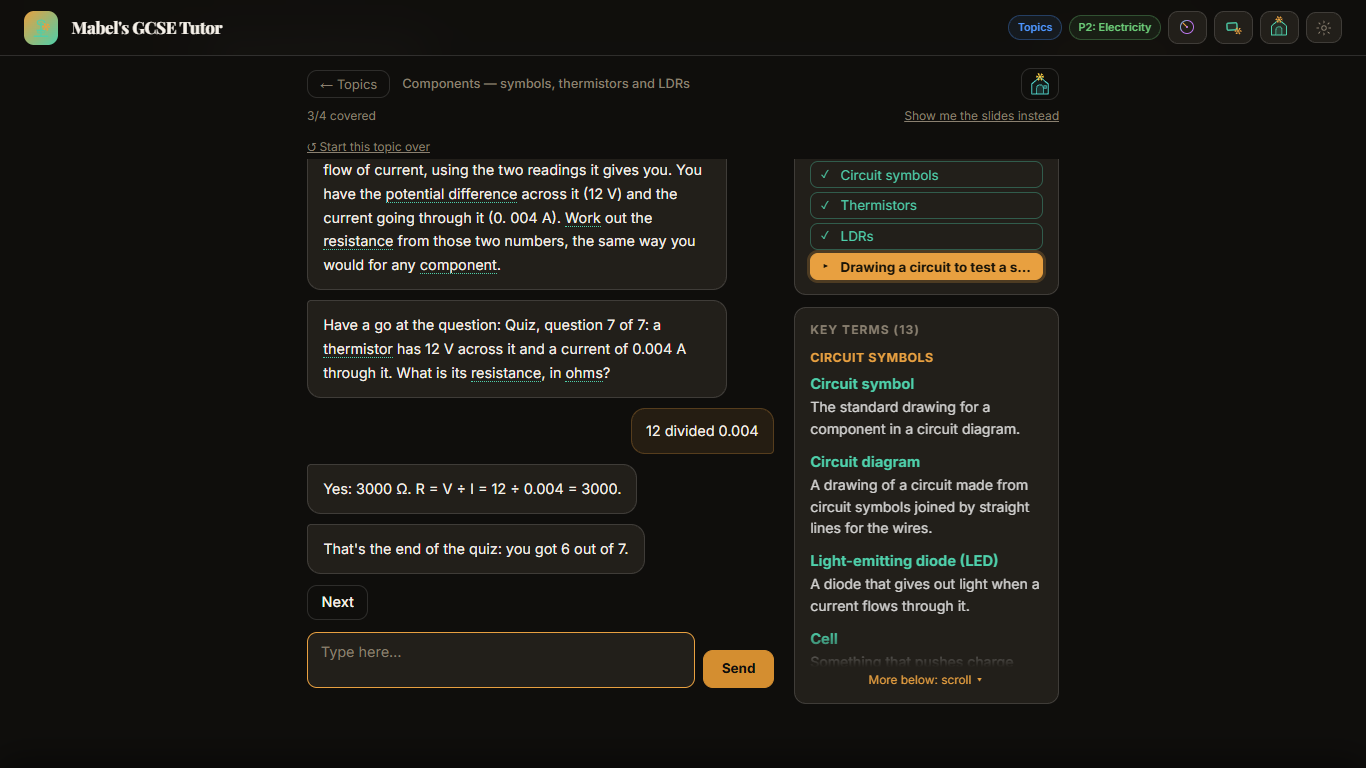 Mabel's GCSE Tutor
Topics
P2: Electricity
← Topics
Components — symbols, thermistors and LDRs
3/4 covered
Show me the slides instead
↺ Start this topic over
flow of current, using the two readings it gives you. You
have the potential difference across it (12 V) and the
current going through it (0. 004 A). Work out the
resistance from those two numbers, the same way you
would for any component.
Have a go at the question: Quiz, question 7 of 7: a
thermistor has 12 V across it and a current of 0.004 A
through it. What is its resistance, in ohms?
12 divided 0.004
Yes: 3000 Ω. R = V ÷ I = 12 ÷ 0.004 = 3000.
That's the end of the quiz: you got 6 out of 7.
Next
Type here...
Send
✓ Circuit symbols
✓ Thermistors
✓ LDRs
▸ Drawing a circuit to test a s...
KEY TERMS (13)
CIRCUIT SYMBOLS
Circuit symbol
The standard drawing for a
component in a circuit diagram.
Circuit diagram
A drawing of a circuit made from
circuit symbols joined by straight
lines for the wires.
Light-emitting diode (LED)
A diode that gives out light when a
current flows through it.
Cell
Something that pushes charge
More below: scroll ▾